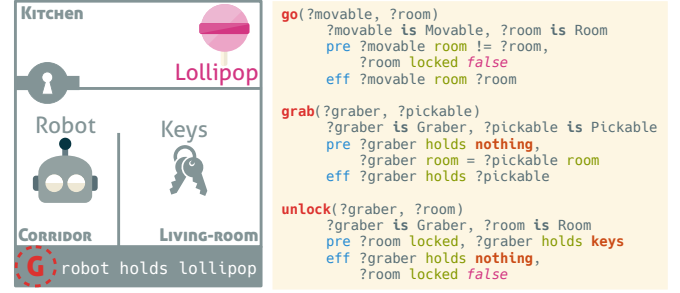 Kitchen
Lollipop
Robot
Keys
Corridor
Living-room
G robot holds lollipop
go(?movable, ?room)
?movable is Movable, ?room is Room
pre ?movable room != ?room,
?room locked false
eff ?movable room ?room
grab(?graber, ?pickable)
?graber is Graber, ?pickable is Pickable
pre ?graber holds nothing,
?graber room = ?pickable room
eff ?graber holds ?pickable
unlock(?graber, ?room)
?graber is Graber, ?room is Room
pre ?room locked, ?graber holds keys
eff ?graber holds nothing,
?room locked false